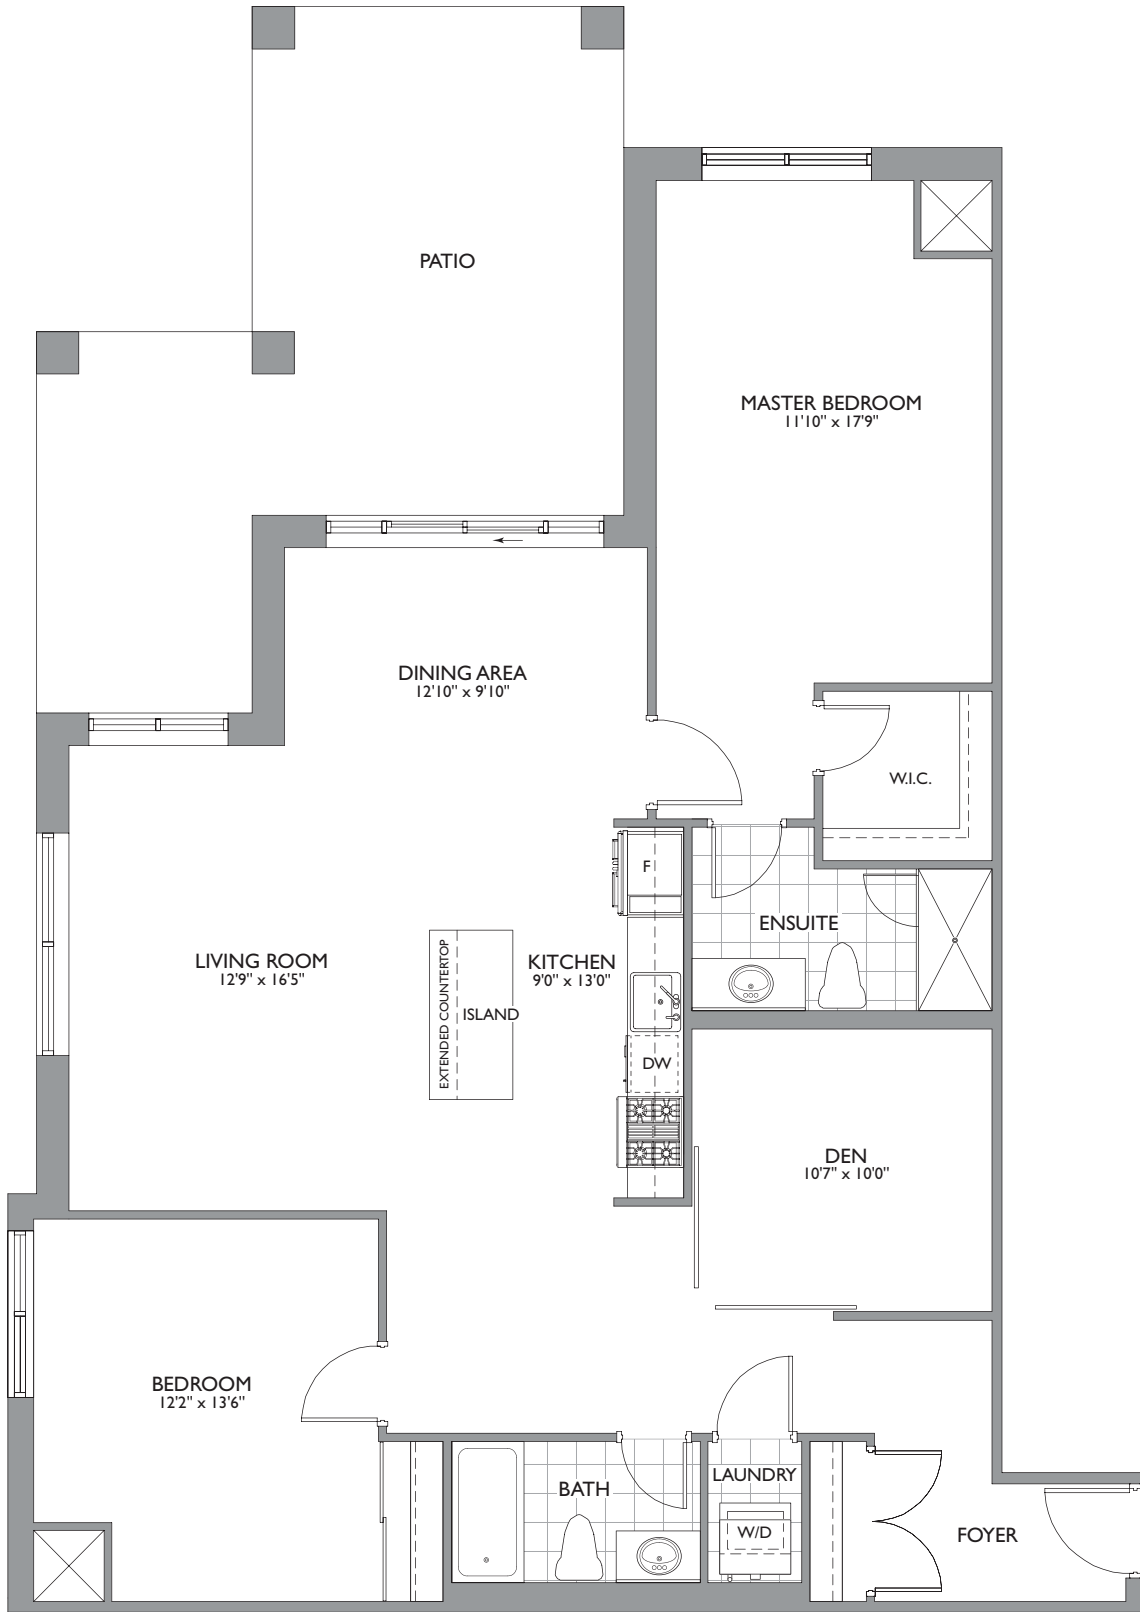 PATIO
MASTER BEDROOM
11'10" x 17'9"
DINING AREA
12'10" x 9'10"
W.I.C.
F
ENSUITE
LIVING ROOM
12'9" x 16'5"
EXTENDED COUNTERTOP
ISLAND
KITCHEN
9'0" x 13'0"
DW
DEN
10'7" x 10'0"
BEDROOM
12'2" x 13'6"
BATH
LAUNDRY
W/D
FOYER